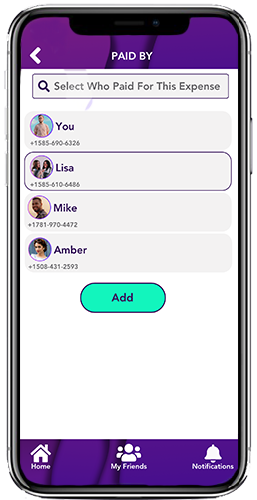 PAID BY
Select Who Paid For This Expense
You
+1585-690-6326
Lisa
+1585-610-6486
Mike
+1781-970-4472
Amber
+1508-431-2593
Add
Home My Friends Notifications